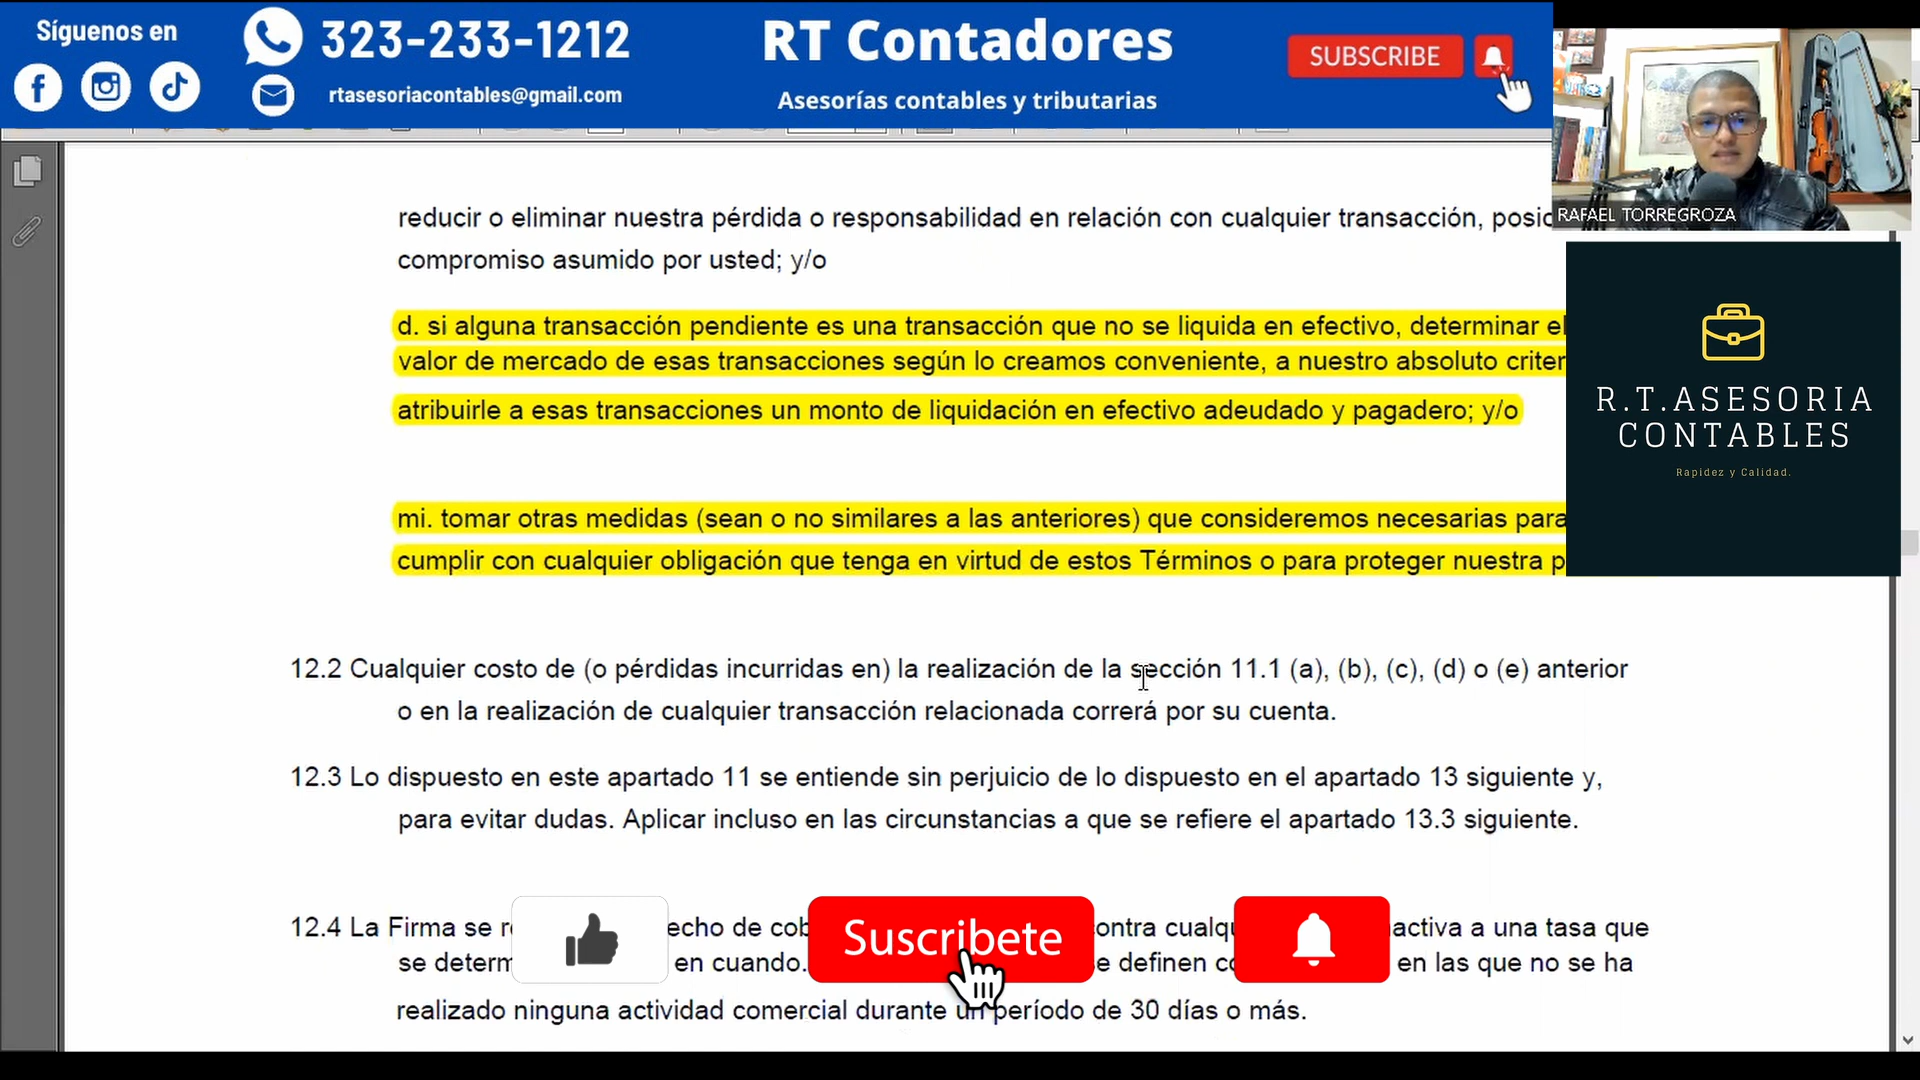 Síguenos en
323-233-1212
rtasesoriacontables@gmail.com
RT Contadores
Asesorías contables y tributarias
SUBSCRIBE
RAFAEL TORREGROZA
R.T.ASESORIA
CONTABLES
Rapidez y Calidad.
reducir o eliminar nuestra pérdida o responsabilidad en relación con cualquier transacción,
compromiso asumido por usted; y/o
d. si alguna transacción pendiente es una transacción que no se liquida en efectivo, determinar el
valor de mercado de esas transacciones según lo creamos conveniente, a nuestro absoluto
atribuirle a esas transacciones un monto de liquidación en efectivo adeudado y pagadero; y/o
mi. tomar otras medidas (sean o no similares a las anteriores) que consideremos necesarias para
cumplir con cualquier obligación que tenga en virtud de estos Términos o para proteger nuestra
12.2 Cualquier costo de (o pérdidas incurridas en) la realización de la sección 11.1 (a), (b), (c), (d) o (e) anterior
o en la realización de cualquier transacción relacionada correrá por su cuenta.
12.3 Lo dispuesto en este apartado 11 se entiende sin perjuicio de lo dispuesto en el apartado 13 siguiente y,
para evitar dudas. Aplicar incluso en las circunstancias a que se refiere el apartado 13.3 siguiente.
12.4 La Firma se a una tasa que
se en cuando. se definen en las que no se ha
realizado ninguna actividad comercial durante un período de 30 días o más.
Suscribete